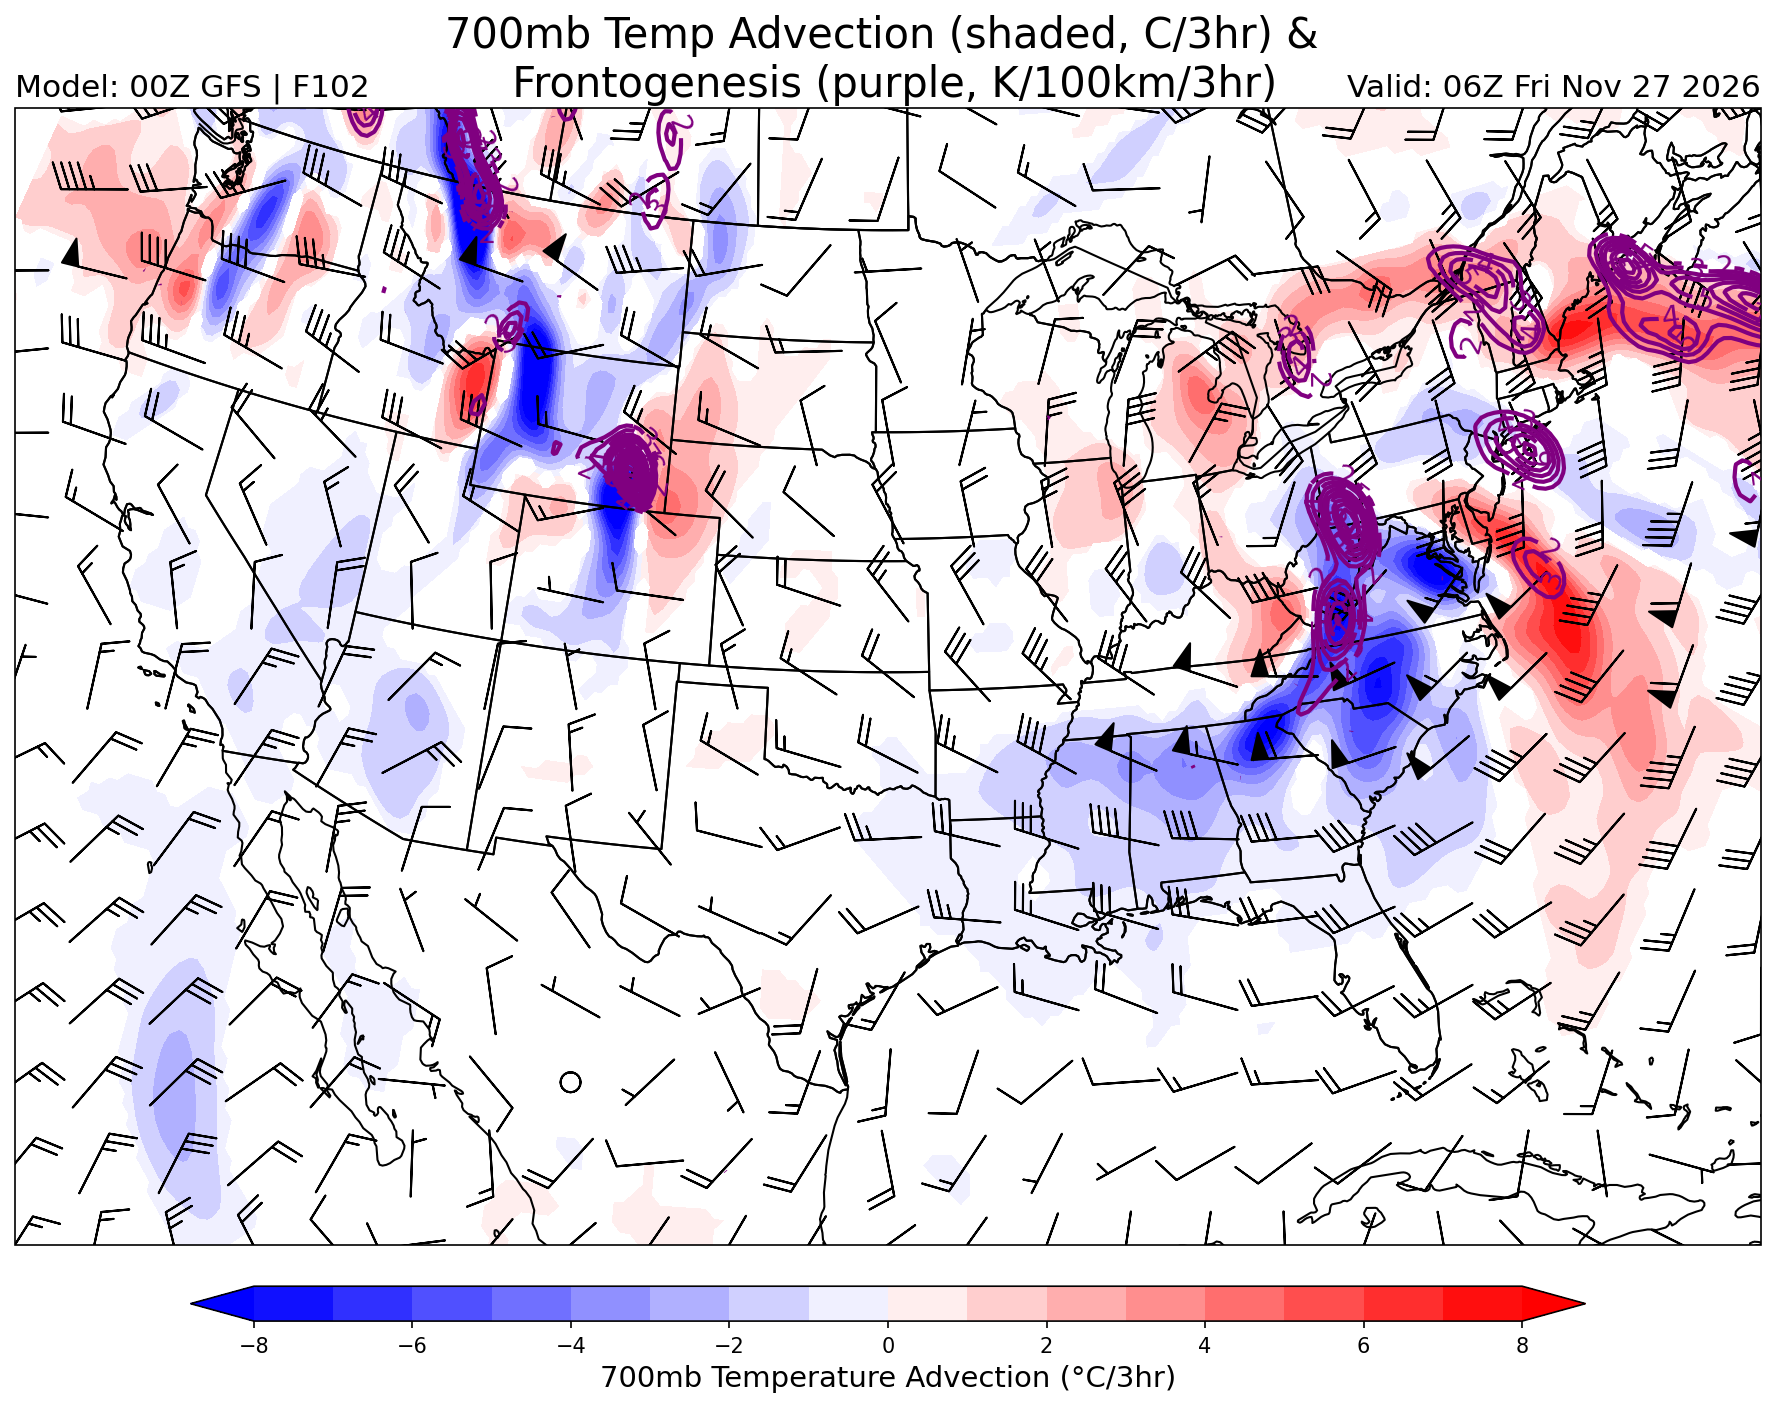 700mb Temp Advection (shaded, C/3hr) &
Frontogenesis (purple, K/100km/3hr)
Model: 00Z GFS | F102
Valid: 06Z Fri Nov 27 2026
−8 −6 −4 −2 0 2 4 6 8
700mb Temperature Advection (°C/3hr)